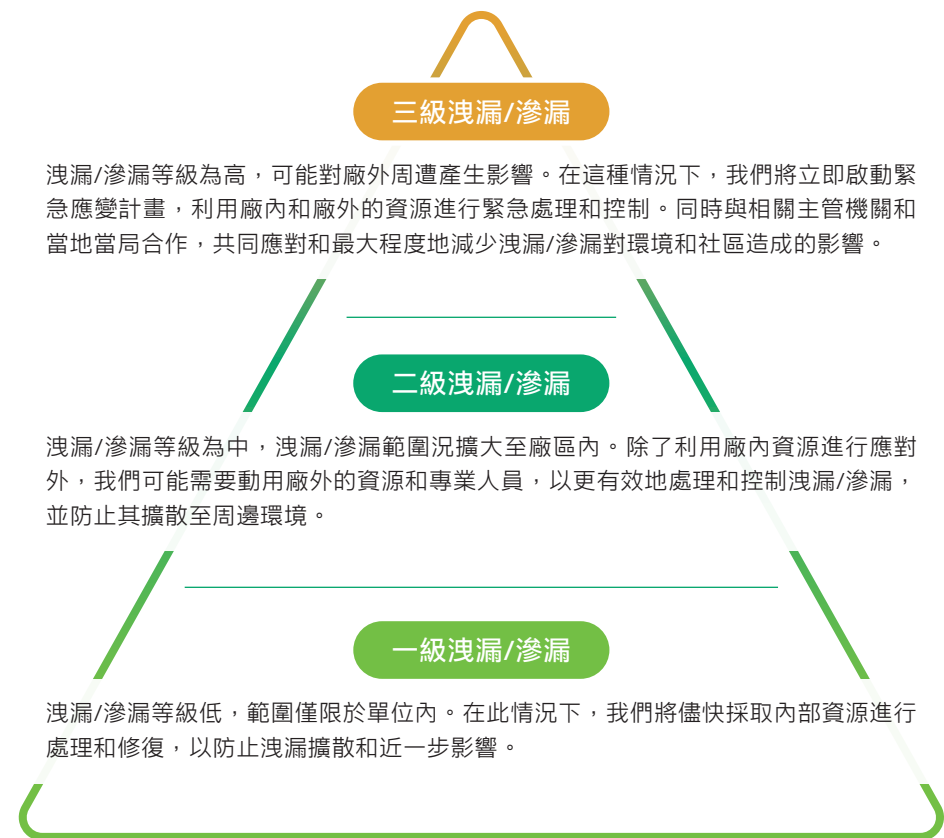 三級洩漏/滲漏
洩漏/滲漏等級為高，可能對廠外周遭產生影響。在這種情況下，我們將立即啟動緊
急應變計畫，利用廠內和廠外的資源進行緊急處理和控制。同時與相關主管機關和
當地當局合作，共同應對和最大程度地減少洩漏/滲漏對環境和社區造成的影響。
二級洩漏/滲漏
洩漏/滲漏等級為中，洩漏/滲漏範圍況擴大至廠區內。除了利用廠內資源進行應對
外，我們可能需要動用廠外的資源和專業人員，以更有效地處理和控制洩漏/滲漏，
並防止其擴散至周邊環境。
一級洩漏/滲漏
洩漏/滲漏等級低，範圍僅限於單位內。在此情況下，我們將儘快採取內部資源進行
處理和修復，以防止洩漏擴散和近一步影響。